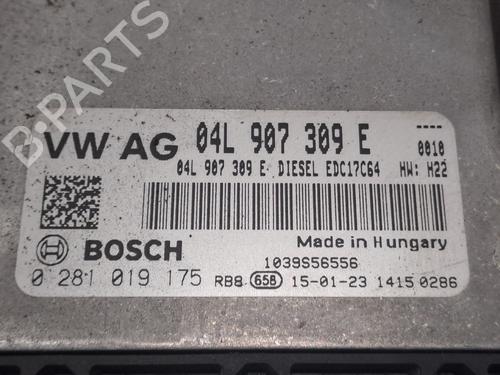 B-PARTS
VW AG 04L 907 309 E ----
0010
04L 907 309 E DIESEL EDC17C64 HW: H22
BOSCH Made in Hungary
1039S56556
0 281 019 175 RB8 658 15-01-23 1415 0286